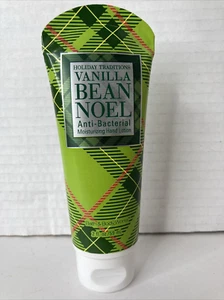 HOLIDAY TRADITIONS
VANILLA
BEAN
NOEL
Anti-Bacterial
Moisturizing Hand Lotion